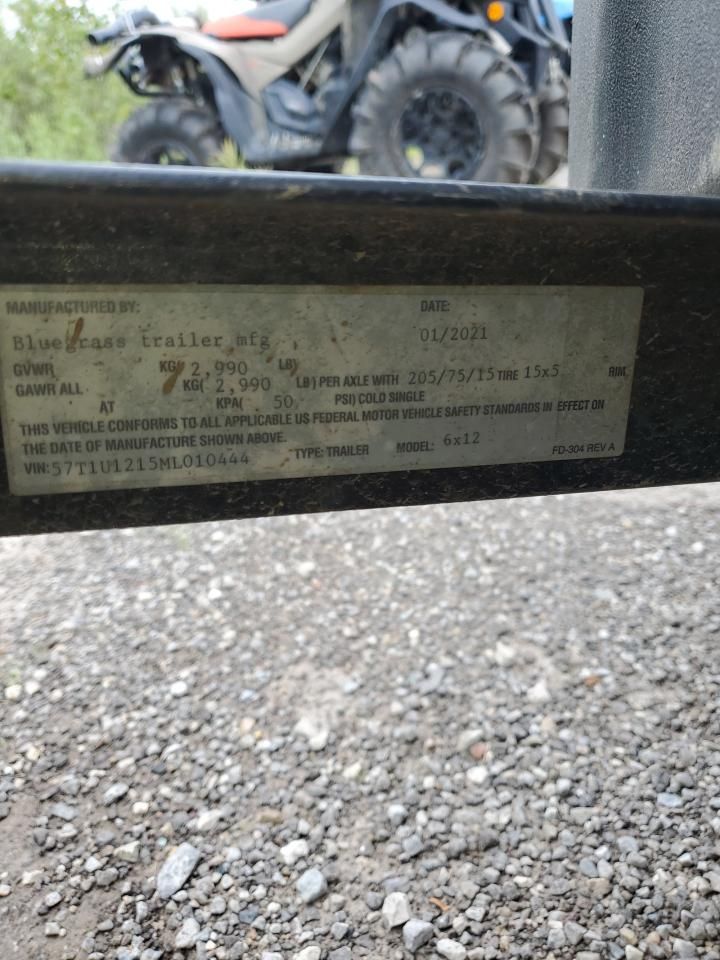 MANUFACTURED BY: DATE:
Bluegrass trailer mfg 01/2021
GVWR KG( 2,990 LB)
GAWR ALL KG( 2,990 LB) PER AXLE WITH 205/75/15 TIRE 15x5 RIM,
AT KPA( 50 PSI) COLD SINGLE
THIS VEHICLE CONFORMS TO ALL APPLICABLE US FEDERAL MOTOR VEHICLE SAFETY STANDARDS IN EFFECT ON
THE DATE OF MANUFACTURE SHOWN ABOVE.
VIN: 57T1U1215ML010444 TYPE: TRAILER MODEL: 6x12
FD-304 REV A